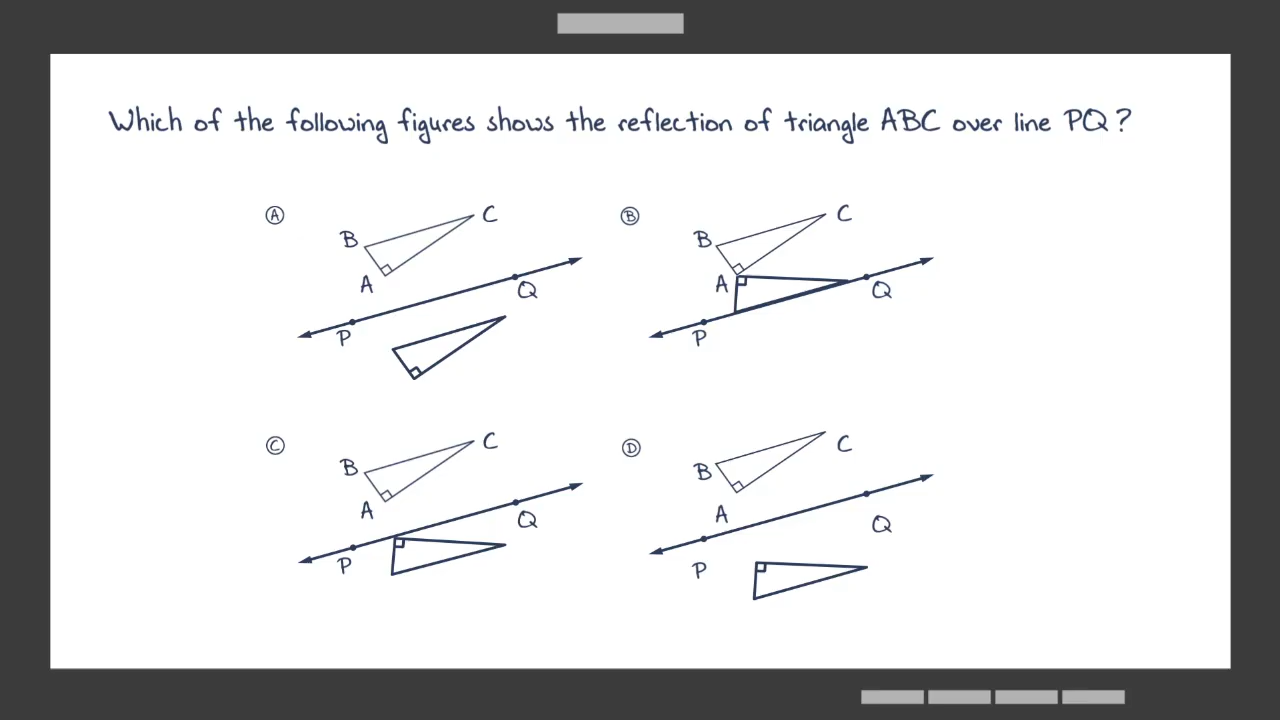 Which of the following figures shows the reflection of triangle ABC over line PQ?
A
B
C
A
P
Q
B
B
C
A
P
Q
C
B
C
A
P
Q
D
B
C
A
P
Q